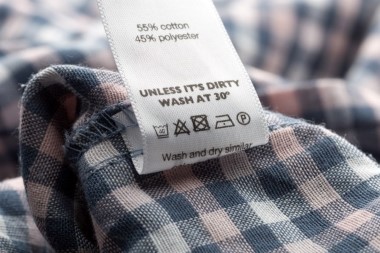 55% cotton
45% polyester
UNLESS IT'S DIRTY
WASH AT 30°
Wash and dry similar